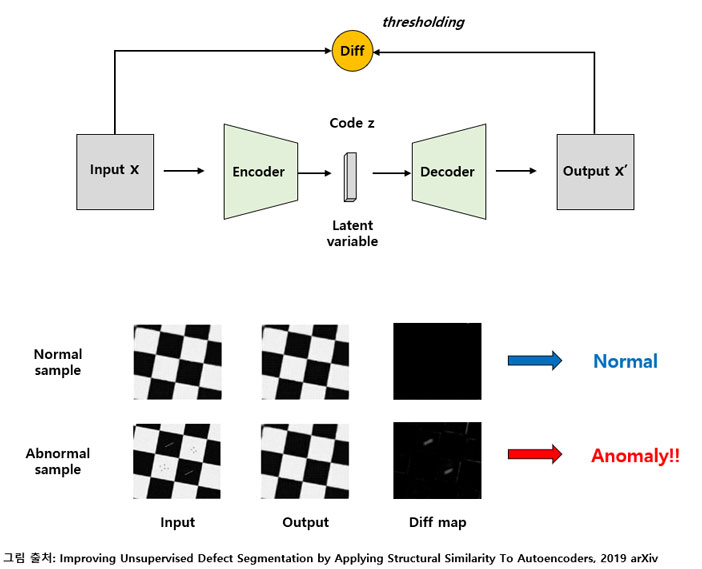 thresholding
Diff
Code z
Input X
Encoder
Decoder
Output X’
Latent
variable
Normal
sample
Normal
Abnormal
sample
Anomaly!!
Input
Output
Diff map
그림 출처: Improving Unsupervised Defect Segmentation by Applying Structural Similarity To Autoencoders, 2019 arXiv